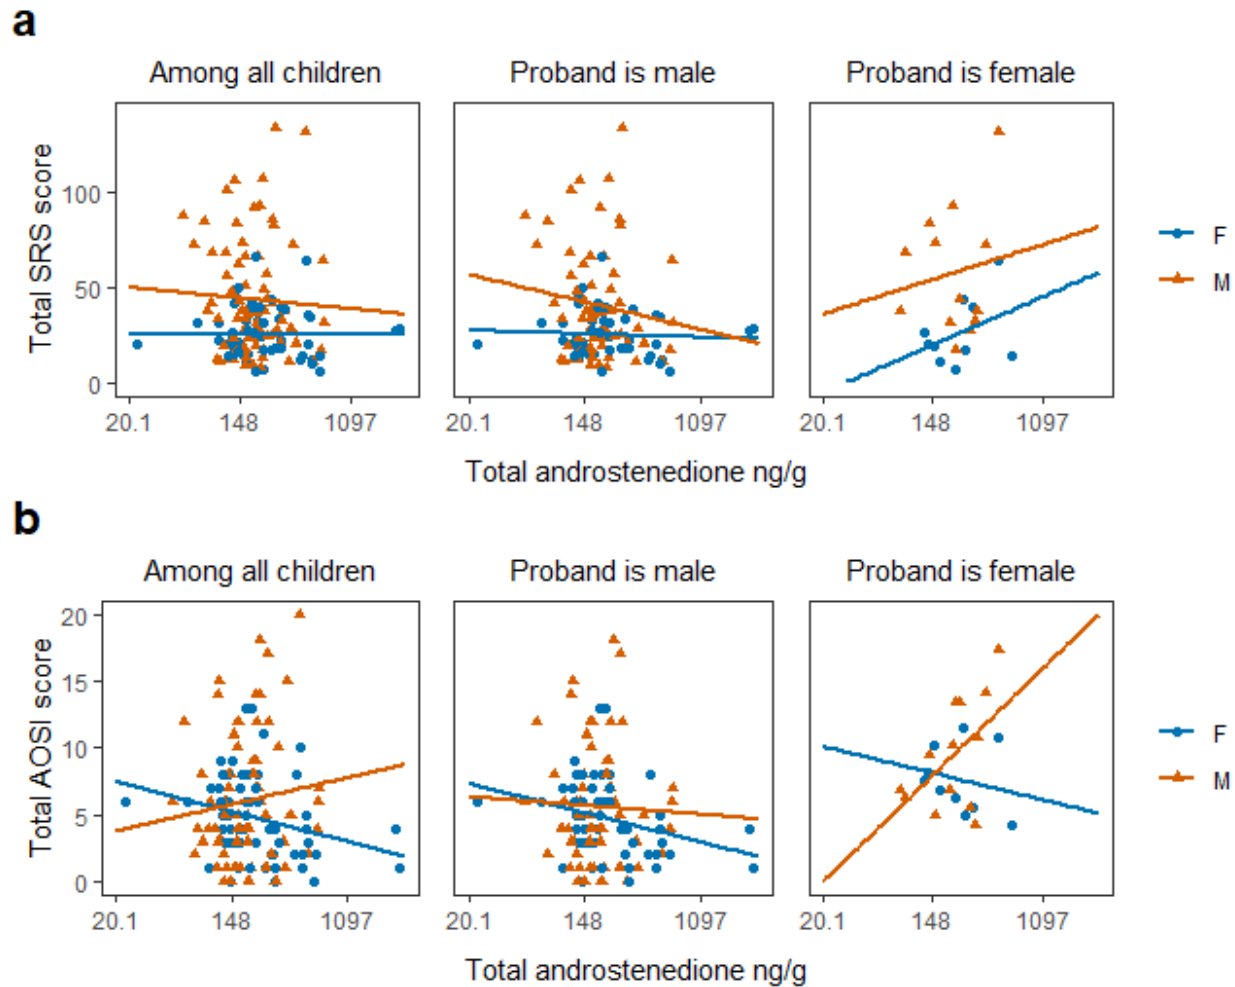 a
Among all children Proband is male Proband is female
Total SRS score
100
50
0
20.1 148 1097 20.1 148 1097 20.1 148 1097
Total androstenedione ng/g
F
M
b
Among all children Proband is male Proband is female
Total AOSI score
20
15
10
5
0
20.1 148 1097 20.1 148 1097 20.1 148 1097
Total androstenedione ng/g
F
M